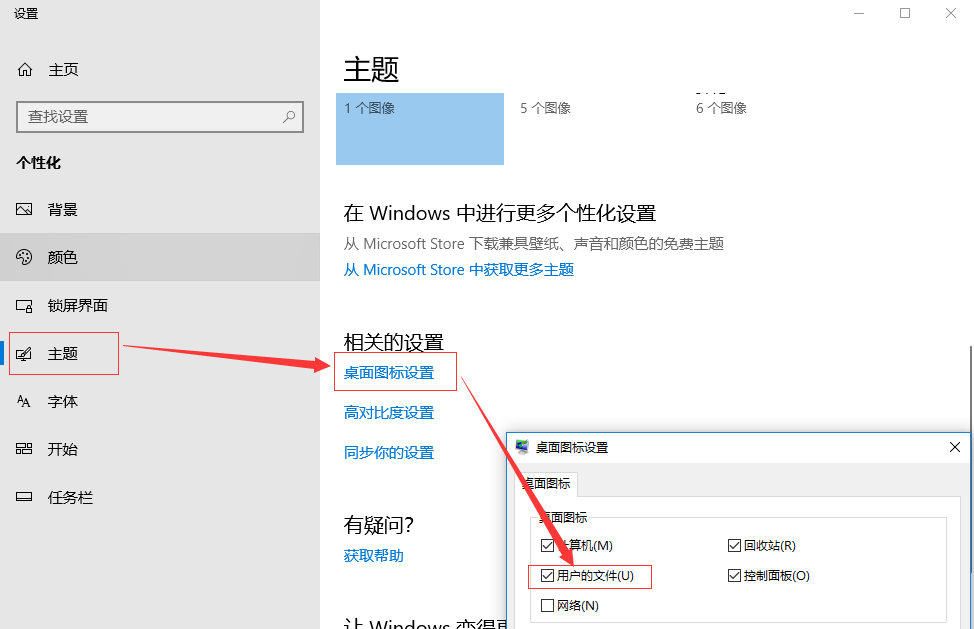 设置
主页
查找设置
个性化
背景
颜色
锁屏界面
主题
字体
开始
任务栏
主题
1 个图像
5 个图像
6 个图像
在 Windows 中进行更多个性化设置
从 Microsoft Store 下载兼具壁纸、声音和颜色的免费主题
从 Microsoft Store 中获取更多主题
相关的设置
桌面图标设置
高对比度设置
同步你的设置
有疑问?
获取帮助
让 Windows 变得更
桌面图标设置
桌面图标
桌面图标
计算机(M)
回收站(R)
用户的文件(U)
控制面板(O)
网络(N)